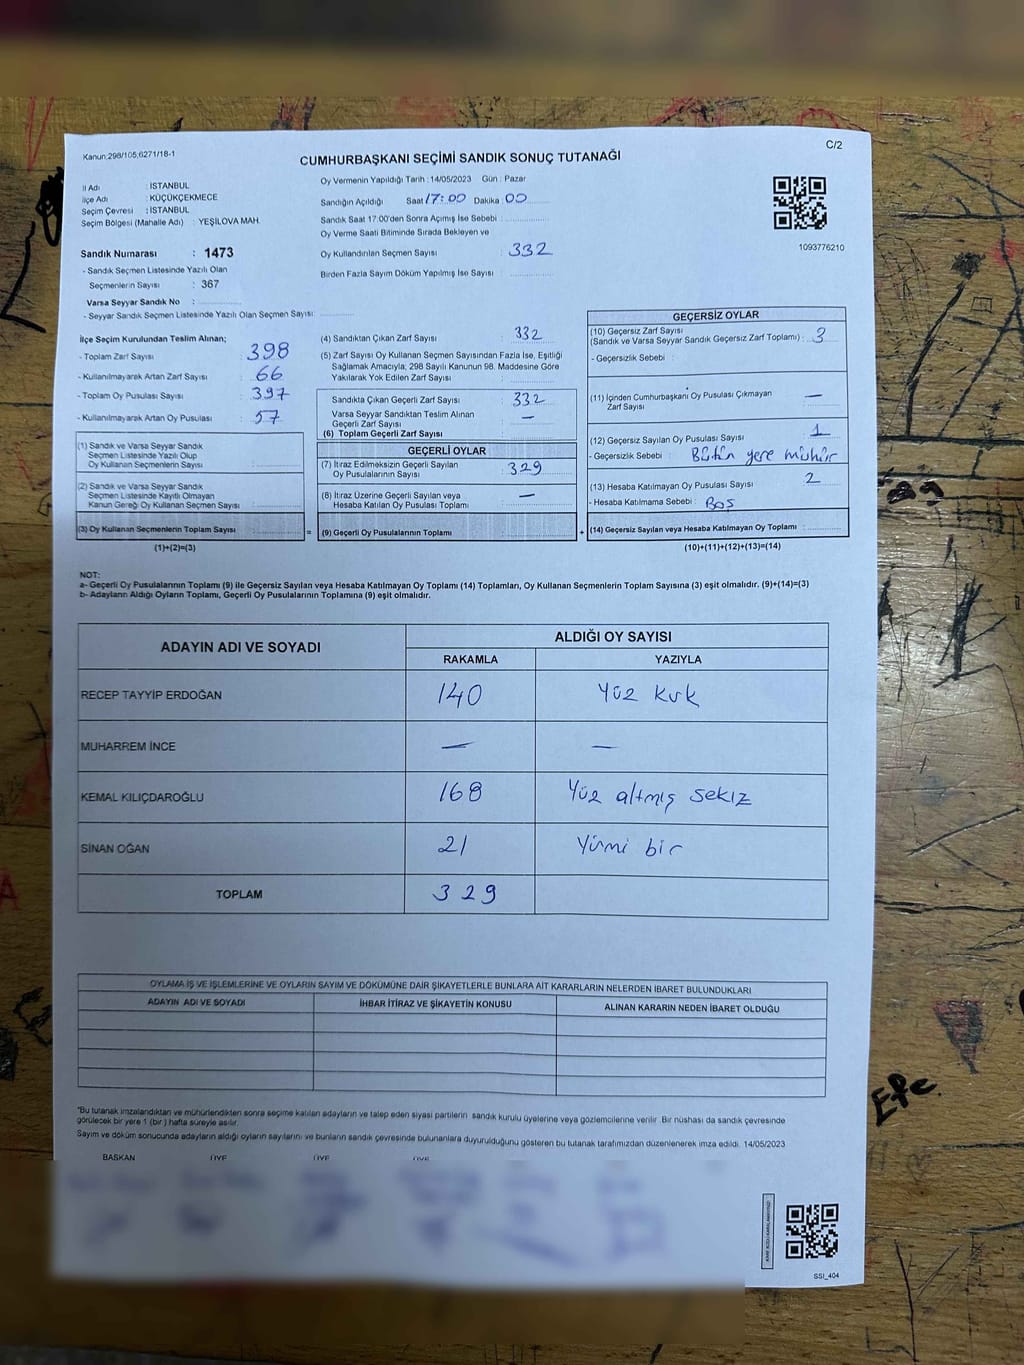 Kanun:298/105,6271/18-1
C/2
CUMHURBAŞKANI SEÇİMİ SANDIK SONUÇ TUTANAĞI
İl Adı : İSTANBUL
İlçe Adı : KÜÇÜKÇEKMECE
Seçim Çevresi : İSTANBUL
Seçim Bölgesi (Mahalle Adı) : YEŞİLOVA MAH.
Sandık Numarası : 1473
- Sandık Seçmen Listesinde Yazılı Olan
Seçmenlerin Sayısı : 367
Varsa Seyyar Sandık No :
- Seyyar Sandık Seçmen Listesinde Yazılı Olan Seçmen Sayısı:
Oy Vermenin Yapıldığı Tarih : 14/05/2023 Gün : Pazar
Sandığın Açıldığı Saat 17:00 Dakika : 00
Sandık Saat 17:00'den Sonra Açımış İse Sebebi :
Oy Verme Saati Bitiminde Sırada Bekleyen ve
Oy Kullandırılan Seçmen Sayısı : 332
Birden Fazla Sayım Döküm Yapılmış İse Sayısı :
1093776210
İlçe Seçim Kurulundan Teslim Alınan;
- Toplam Zarf Sayısı : 398
- Kullanılmayarak Artan Zarf Sayısı : 66
- Toplam Oy Pusulası Sayısı : 397
- Kullanılmayarak Artan Oy Pusulası : 57
(1) Sandık ve Varsa Seyyar Sandık
Seçmen Listesinde Yazılı Olup
Oy Kullanan Seçmenlerin Sayısı :
(2) Sandık ve Varsa Seyyar Sandık
Seçmen Listesinde Kayıtlı Olmayan
Kanun Gereği Oy Kullanan Seçmen Sayısı :
(3) Oy Kullanan Seçmenlerin Toplam Sayısı :
(1)+(2)=(3)
(4) Sandıktan Çıkan Zarf Sayısı : 332
(5) Zarf Sayısı Oy Kullanan Seçmen Sayısından Fazla İse, Eşitliği
Sağlamak Amacıyla, 298 Sayılı Kanunun 98. Maddesine Göre
Yakılarak Yok Edilen Zarf Sayısı :
Sandıkta Çıkan Geçerli Zarf Sayısı : 332
Varsa Seyyar Sandıktan Teslim Alınan
Geçerli Zarf Sayısı : —
(6) Toplam Geçerli Zarf Sayısı :
GEÇERLİ OYLAR
(7) İtiraz Edilmeksizin Geçerli Sayılan
Oy Pusulalarının Sayısı : 329
(8) İtiraz Üzerine Geçerli Sayılan veya
Hesaba Katılan Oy Pusulası Toplamı : —
= (9) Geçerli Oy Pusulalarının Toplamı :
GEÇERSİZ OYLAR
(10) Geçersiz Zarf Sayısı
(Sandık ve Varsa Seyyar Sandık Geçersiz Zarf Toplamı) : 3
- Geçersizlik Sebebi :
(11) İçinden Cumhurbaşkanı Oy Pusulası Çıkmayan
Zarf Sayısı : —
(12) Geçersiz Sayılan Oy Pusulası Sayısı : 1
- Geçersizlik Sebebi : Bütün yere mühür
(13) Hesaba Katılmayan Oy Pusulası Sayısı : 2
- Hesaba Katılmama Sebebi : Boş
+ (14) Geçersiz Sayılan veya Hesaba Katılmayan Oy Toplamı :
(10)+(11)+(12)+(13)=(14)
NOT:
a- Geçerli Oy Pusulalarının Toplamı (9) ile Geçersiz Sayılan veya Hesaba Katılmayan Oy Toplamı (14) Toplamları, Oy Kullanan Seçmenlerin Toplam Sayısına (3) eşit olmalıdır. (9)+(14)=(3)
b- Adayların Aldığı Oyların Toplamı, Geçerli Oy Pusulalarının Toplamına (9) eşit olmalıdır.
ADAYIN ADI VE SOYADI
ALDIĞI OY SAYISI
RAKAMLA YAZIYLA
RECEP TAYYİP ERDOĞAN 140 Yüz kırk
MUHARREM İNCE — —
KEMAL KILIÇDAROĞLU 168 Yüz altmış sekiz
SİNAN OĞAN 21 Yirmi bir
TOPLAM 329
OYLAMA İŞ VE İŞLEMLERİNE VE OYLARIN SAYIM VE DÖKÜMÜNE DAİR ŞİKAYETLERLE BUNLARA AİT KARARLARIN NELERDEN İBARET BULUNDUKLARI
ADAYIN ADI VE SOYADI İHBAR İTİRAZ VE ŞİKAYETİN KONUSU ALINAN KARARIN NEDEN İBARET OLDUĞU
Efe
*Bu tutanak imzalandıktan ve mühürlendikten sonra seçime katılan adayların ve talep eden siyasi partilerin sandık kurulu üyelerine veya gözlemcilerine verilir. Bir nüshası da sandık çevresinde
görülecek bir yere 1 (bir) hafta süreyle asılır.
Sayım ve döküm sonucunda adayların aldığı oyların sayılarını ve bunların sandık çevresinde bulunanlara duyurulduğunu gösteren bu tutanak tarafımızdan düzenlenerek imza edildi. 14/05/2023
BAŞKAN ÜYE ÜYE ÜYE
SSI_404